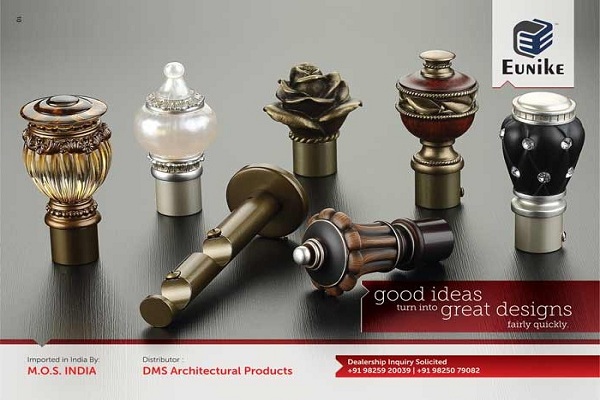 EUNIKE
good ideas
turn into great designs
fairly quickly.
Imported in India By:
M.O.S. INDIA
Distributor :
DMS Architectural Products
Dealership Inquiry Solicited
+91 98259 20039 | +91 98250 79082